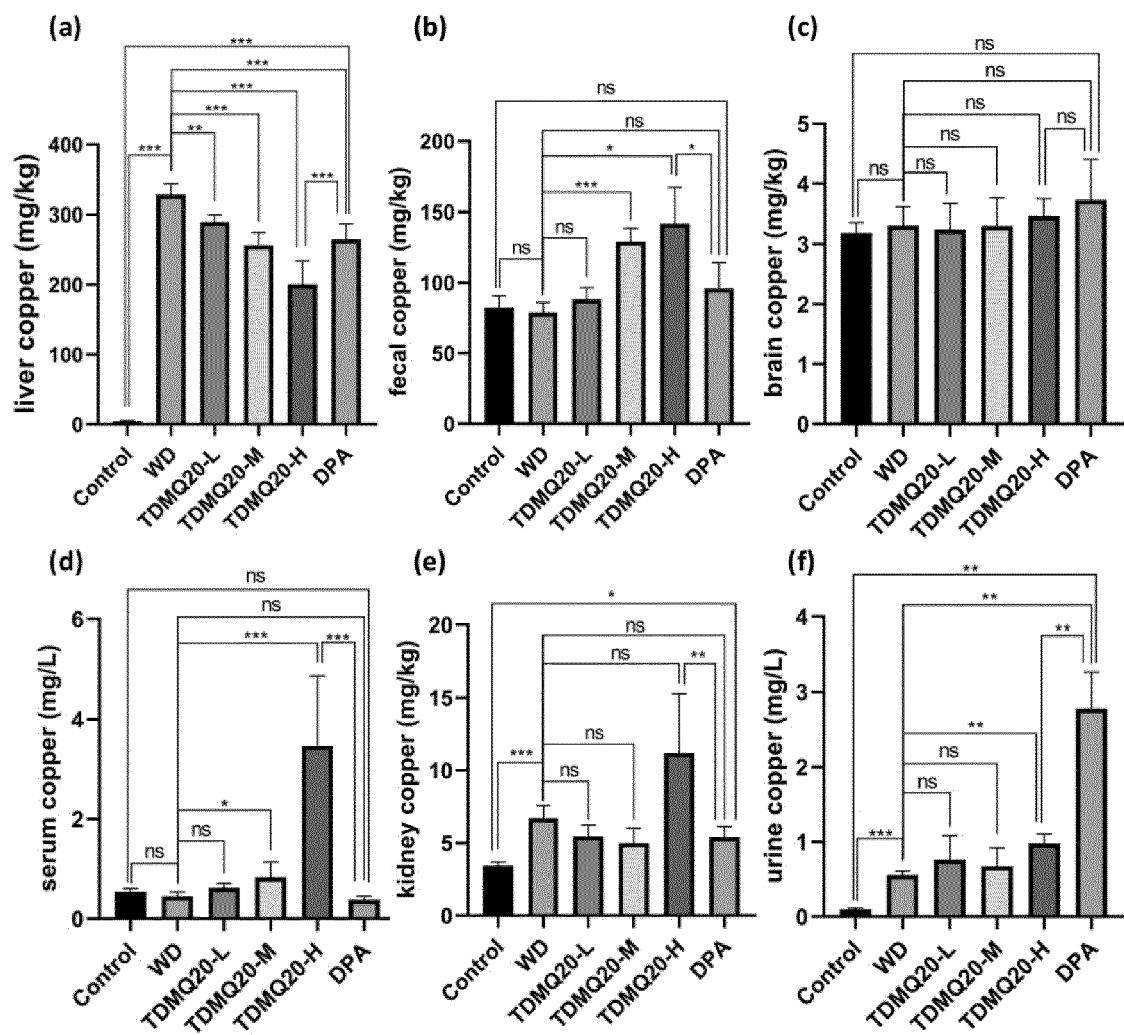 (a)
***
***
***
***
**
***
***
liver copper (mg/kg)
400
300
200
100
0
Control
WD
TDMQ20-L
TDMQ20-M
TDMQ20-H
DPA
(b)
ns
ns
*
*
***
ns
ns
fecal copper (mg/kg)
200
150
100
50
0
Control
WD
TDMQ20-L
TDMQ20-M
TDMQ20-H
DPA
(c)
ns
ns
ns
ns
ns
ns
ns
brain copper (mg/kg)
5
4
3
2
1
0
Control
WD
TDMQ20-L
TDMQ20-M
TDMQ20-H
DPA
(d)
ns
ns
***
***
*
ns
ns
serum copper (mg/L)
6
4
2
0
Control
WD
TDMQ20-L
TDMQ20-M
TDMQ20-H
DPA
(e)
*
ns
ns
**
ns
***
ns
kidney copper (mg/kg)
20
15
10
5
0
Control
WD
TDMQ20-L
TDMQ20-M
TDMQ20-H
DPA
(f)
**
**
**
**
ns
ns
***
urine copper (mg/L)
4
3
2
1
0
Control
WD
TDMQ20-L
TDMQ20-M
TDMQ20-H
DPA